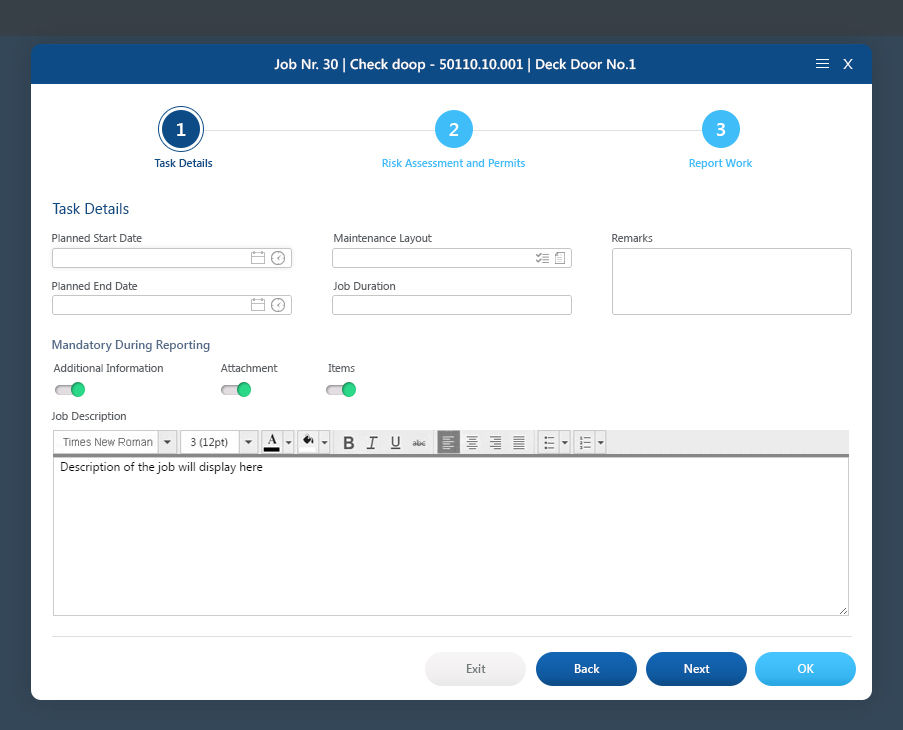 Job Nr. 30 | Check doop - 50110.10.001 | Deck Door No.1 X
1 2 3
Task Details Risk Assessment and Permits Report Work
Task Details
Planned Start Date Maintenance Layout Remarks
Planned End Date Job Duration
Mandatory During Reporting
Additional Information Attachment Items
Job Description
Times New Roman 3 (12pt) A B I U abc
Description of the job will display here
Exit Back Next OK